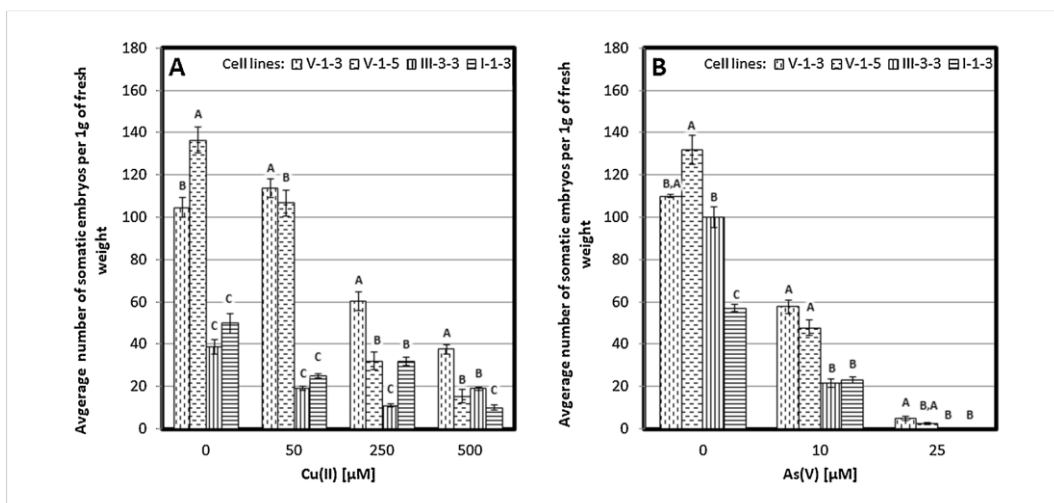 A
Cell lines: V-1-3 V-1-5 III-3-3 I-1-3
Avgerage number of somatic embryos per 1g of fresh
weight
180
160
140
120
100
80
60
40
20
0
B
A
C
C
A
B
C
C
A
B
C
B
A
B
B
C
0
50
250
500
Cu(II) [µM]
B
Cell lines: V-1-3 V-1-5 III-3-3 I-1-3
Avgerage number of somatic embryos per 1g of fresh
weight
180
160
140
120
100
80
60
40
20
0
B,A
A
B
C
A
A
B
B
A
B,A
B
B
0
10
25
As(V) [µM]